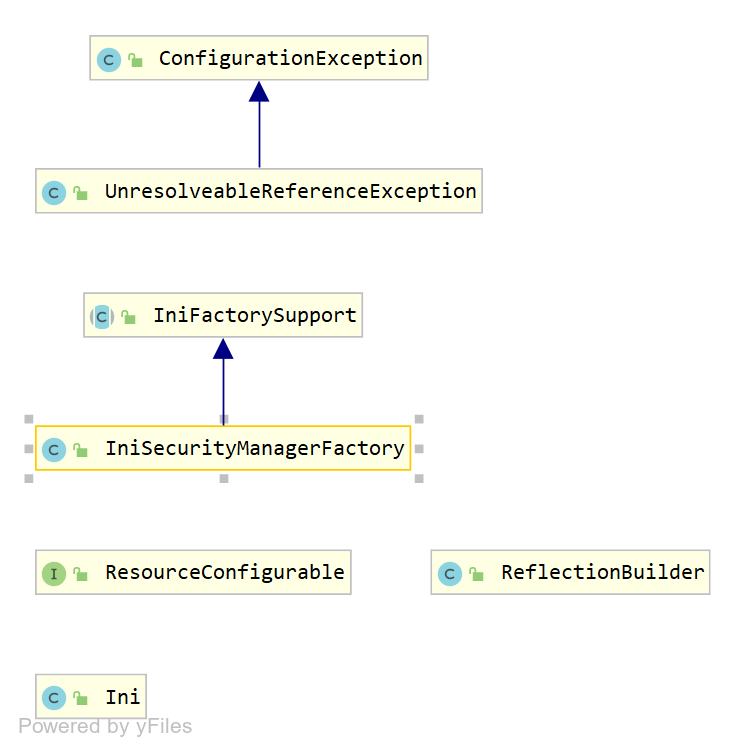 ConfigurationException
UnresolveableReferenceException
IniFactorySupport
IniSecurityManagerFactory
ResourceConfigurable
ReflectionBuilder
Ini
Powered by yFiles